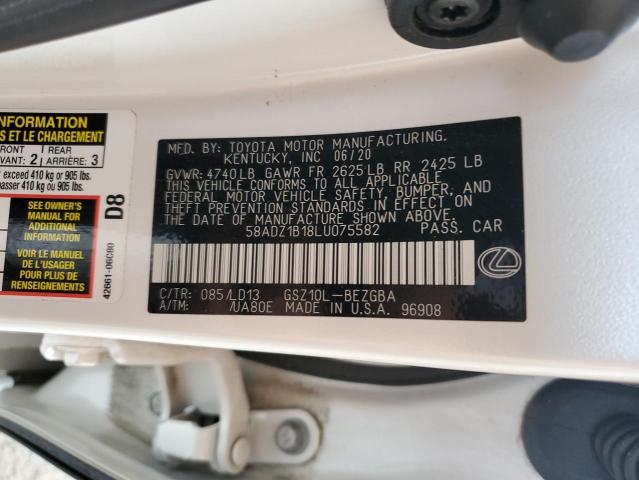 INFORMATION
S ET LE CHARGEMENT
FRONT 2 REAR 3
AVANT: 2 ARRIÈRE: 3
exceed 410 kg or 905 lbs.
passer 410 kg ou 905 lbs.
SEE OWNER'S
MANUAL FOR
ADDITIONAL
INFORMATION
VOIR LE MANUEL
DE L'USAGER
POUR PLUS DE
RENSEIGNEMENTS
D8
42661-06C80
MFD. BY: TOYOTA MOTOR MANUFACTURING.
KENTUCKY, INC 06/20
GVWR: 4740LB GAWR FR 2625LB RR 2425 LB
THIS VEHICLE CONFORMS TO ALL APPLICABLE
FEDERAL MOTOR VEHICLE SAFETY, BUMPER, AND
THEFT PREVENTION STANDARDS IN EFFECT ON
THE DATE OF MANUFACTURE SHOWN ABOVE.
58ADZ1B18LU075582 PASS. CAR
C/TR: 085/LD13 GSZ10L-BEZGBA
A/TM: /UA80E MADE IN U.S.A. 96908